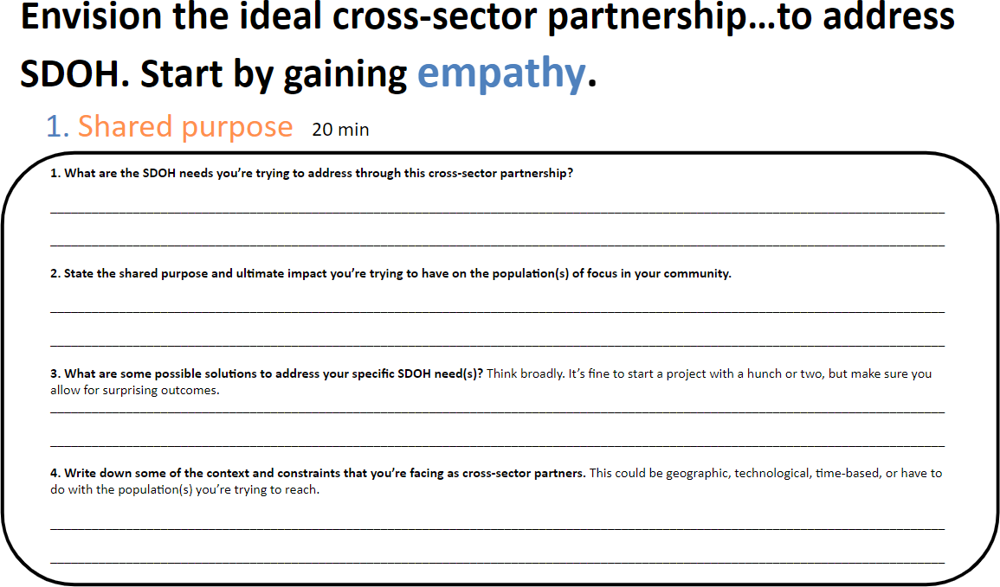 Envision the ideal cross-sector partnership...to address
SDOH. Start by gaining empathy.
1. Shared purpose 20 min
1. What are the SDOH needs you’re trying to address through this cross-sector partnership?
2. State the shared purpose and ultimate impact you’re trying to have on the population(s) of focus in your community.
3. What are some possible solutions to address your specific SDOH need(s)? Think broadly. It’s fine to start a project with a hunch or two, but make sure you
allow for surprising outcomes.
4. Write down some of the context and constraints that you’re facing as cross-sector partners. This could be geographic, technological, time-based, or have to
do with the population(s) you’re trying to reach.